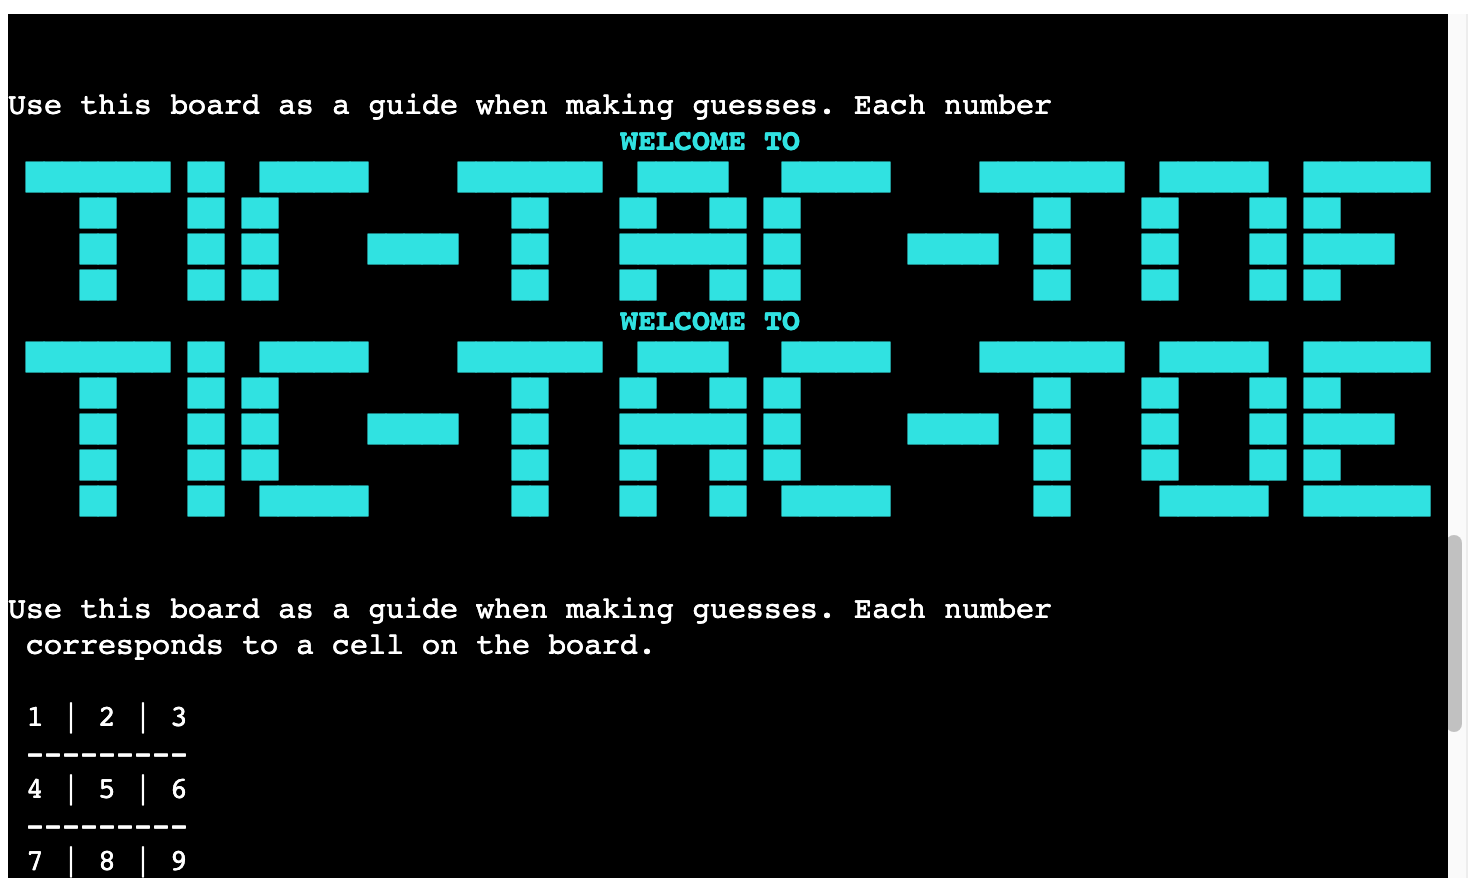 Use this board as a guide when making guesses. Each number
WELCOME TO
TIC-TAC-TOE
WELCOME TO
TIC-TAC-TOE
Use this board as a guide when making guesses. Each number
corresponds to a cell on the board.
1 | 2 | 3
---------
4 | 5 | 6
---------
7 | 8 | 9